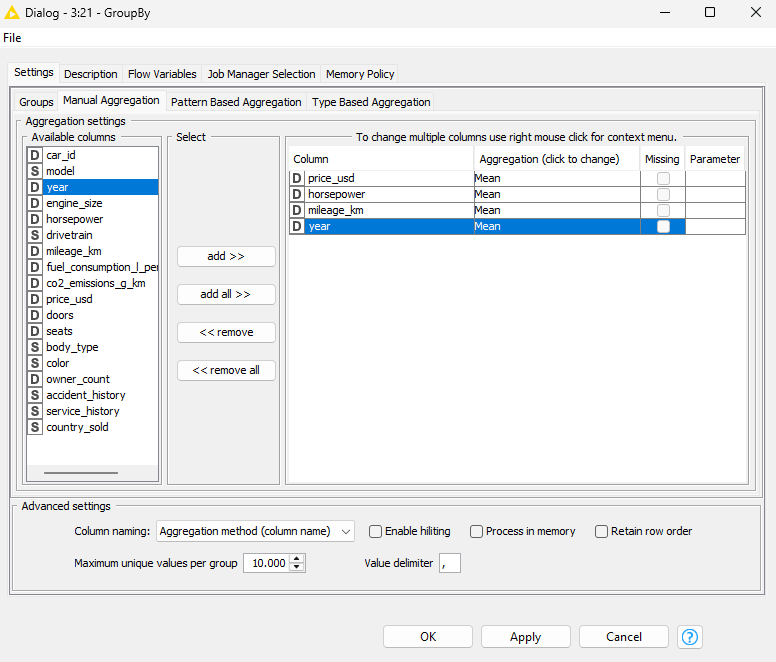 Dialog - 3:21 - GroupBy
File
Settings Description Flow Variables Job Manager Selection Memory Policy
Groups Manual Aggregation Pattern Based Aggregation Type Based Aggregation
Aggregation settings
Available columns
D car_id
S model
D year
D engine_size
D horsepower
S drivetrain
D mileage_km
D fuel_consumption_l_per
D co2_emissions_g_km
D price_usd
D doors
D seats
S body_type
S color
D owner_count
S accident_history
S service_history
S country_sold
Select
add >>
add all >>
<< remove
<< remove all
To change multiple columns use right mouse click for context menu.
Column Aggregation (click to change) Missing Parameter
D price_usd Mean
D horsepower Mean
D mileage_km Mean
D year Mean
Advanced settings
Column naming: Aggregation method (column name) Enable hiliting Process in memory Retain row order
Maximum unique values per group 10.000 Value delimiter ,
OK Apply Cancel ?